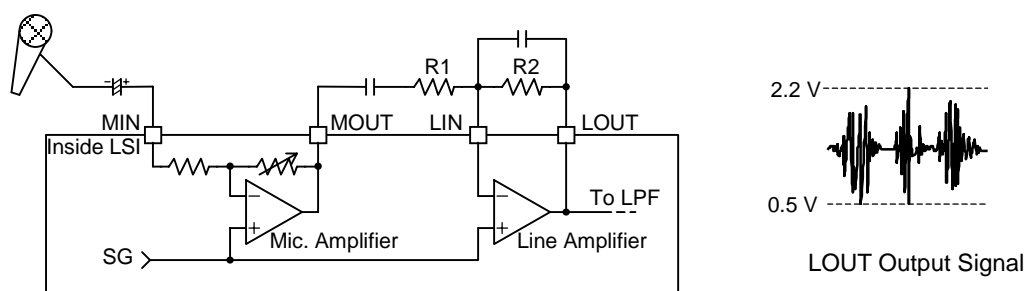 R1
R2
MIN
MOUT
LIN
LOUT
Inside LSI
−
+
−
+
Mic. Amplifier
Line Amplifier
To LPF
SG
2.2 V
0.5 V
LOUT Output Signal